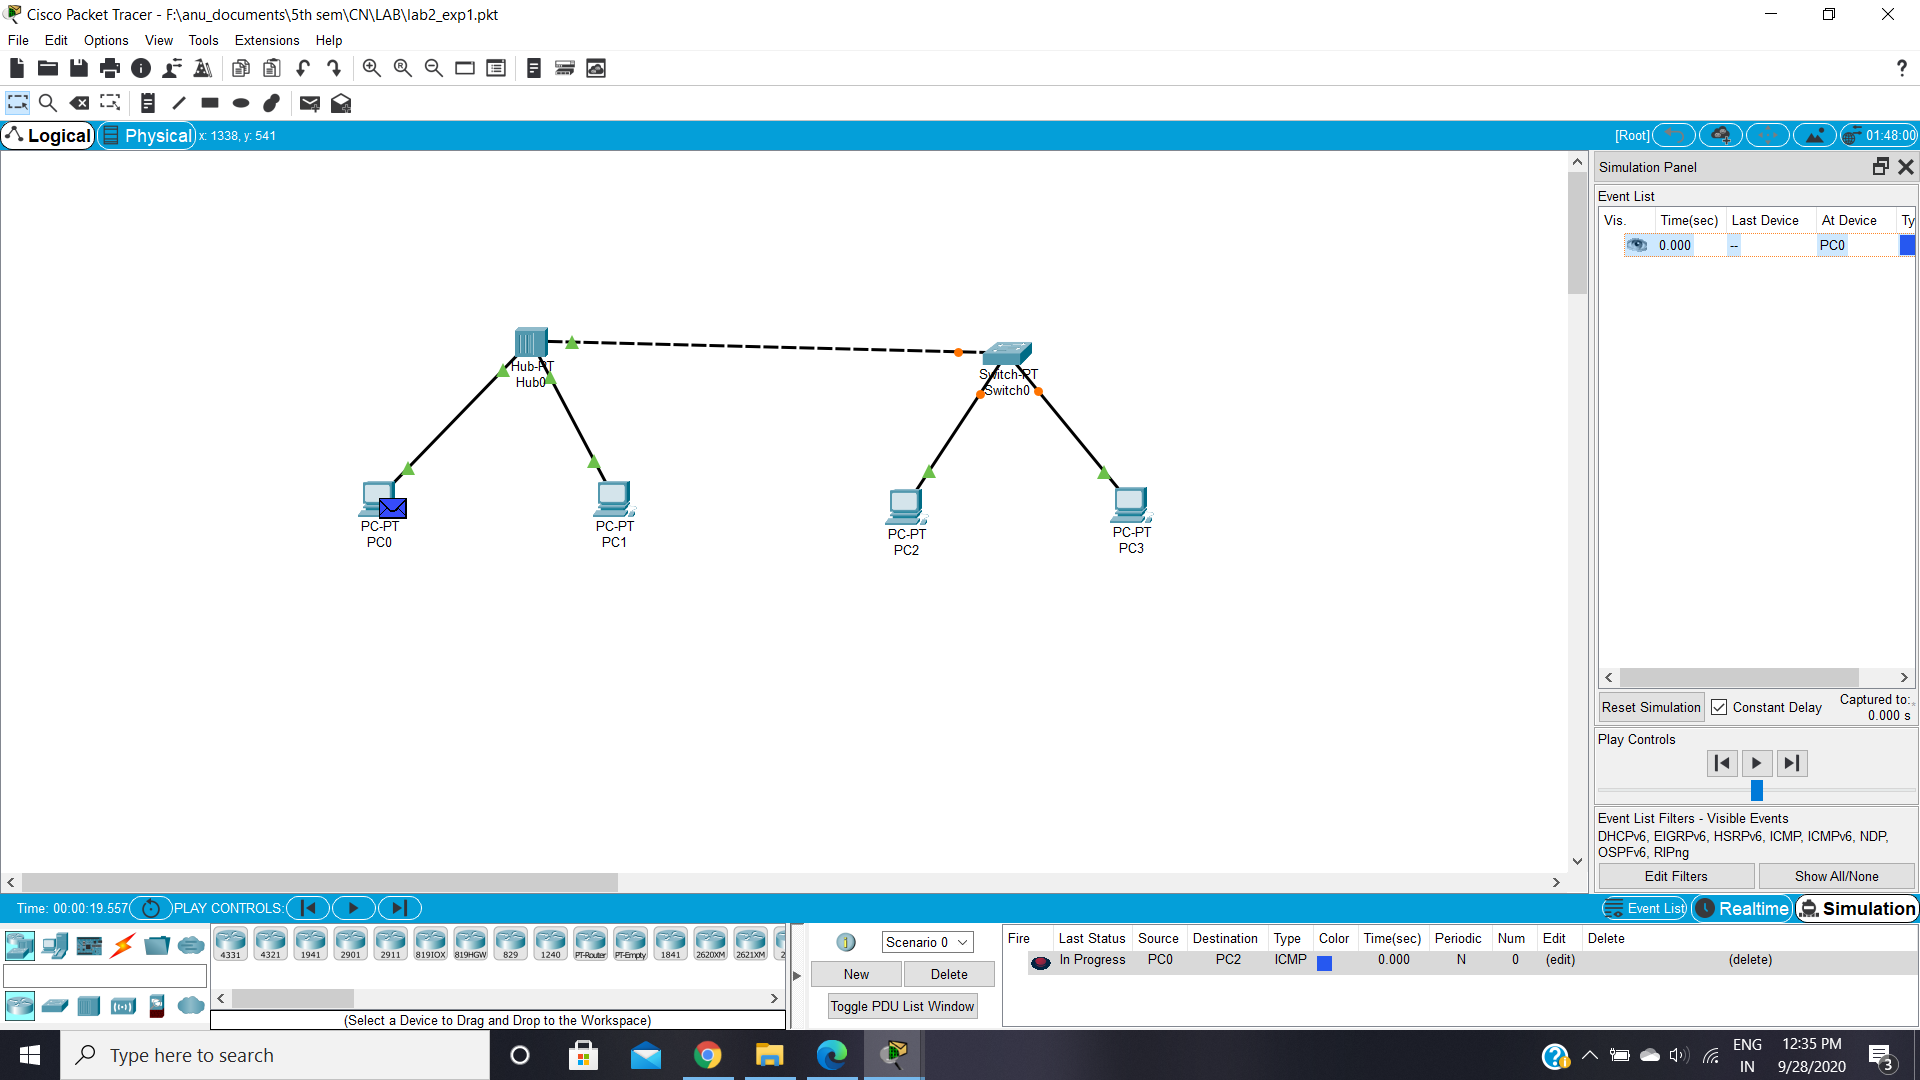 Cisco Packet Tracer - F:\anu_documents\5th sem\CN\LAB\lab2_exp1.pkt
File Edit Options View Tools Extensions Help
?
Logical Physical x: 1338, y: 541 [Root] 01:48:00
Simulation Panel
Event List
Vis. Time(sec) Last Device At Device Ty
0.000 -- PC0
Hub-PT
Hub0
Switch-PT
Switch0
PC-PT
PC0
PC-PT
PC1
PC-PT
PC2
PC-PT
PC3
Reset Simulation Constant Delay Captured to:
0.000 s
Play Controls
Event List Filters - Visible Events
DHCPv6, EIGRPv6, HSRPv6, ICMP, ICMPv6, NDP,
OSPFv6, RIPng
Edit Filters Show All/None
Time: 00:00:19.557 PLAY CONTROLS: Event List Realtime Simulation
4331 4321 1941 2901 2911 819IOX 819HGW 829 1240 PT-Router PT-Empty 1841 2620XM 2621XM 2
(Select a Device to Drag and Drop to the Workspace)
Scenario 0
New Delete
Toggle PDU List Window
Fire Last Status Source Destination Type Color Time(sec) Periodic Num Edit Delete
In Progress PC0 PC2 ICMP 0.000 N 0 (edit) (delete)
Type here to search
ENG
IN
12:35 PM
9/28/2020
3